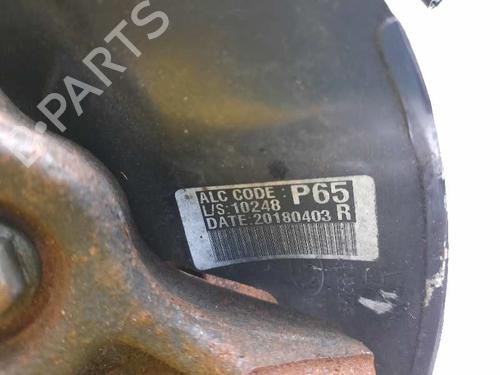 B-PARTS
ALC CODE : P65
L/S:10248
DATE:20180403 R